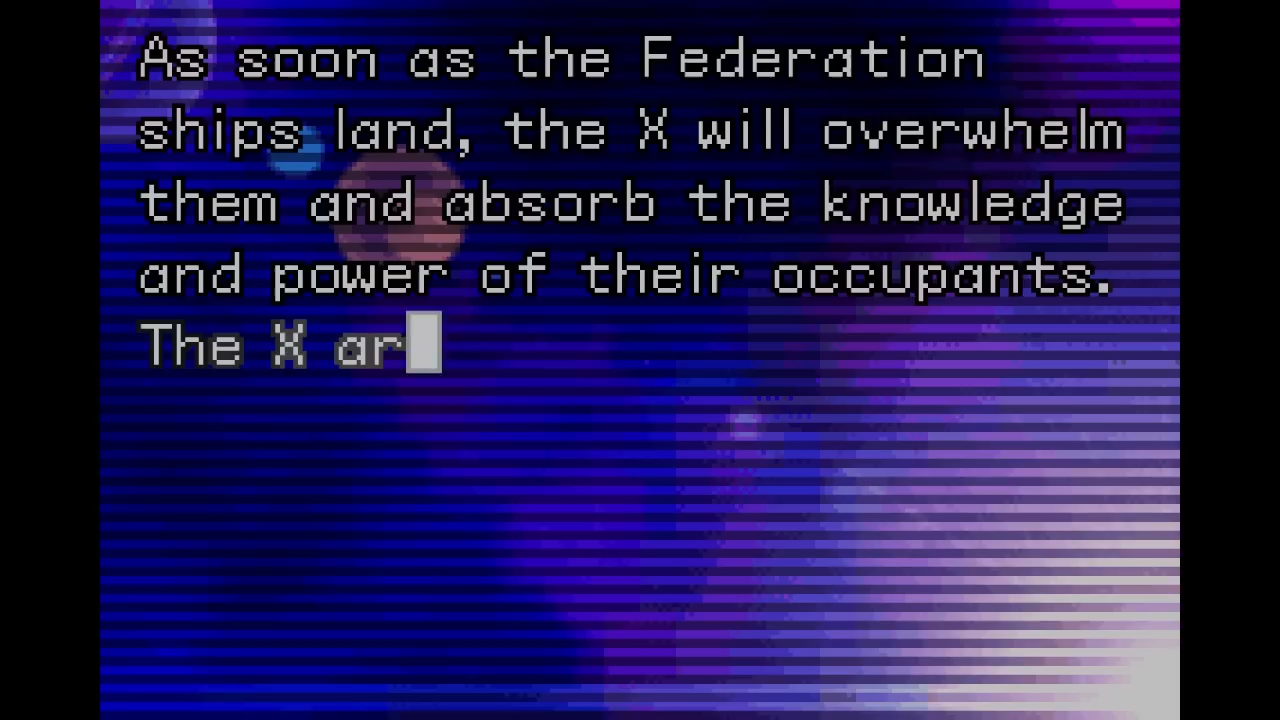 As soon as the Federation
ships land, the X will overwhelm
them and absorb the knowledge
and power of their occupants.
The X ar